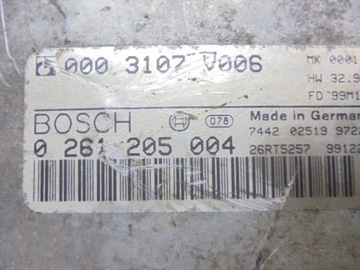 000 3107 V006
MK 0001
HW 32.9
FD 99M1
BOSCH
078
Made in German
0 261 205 004
7442 02519 972
26RT5257 9912